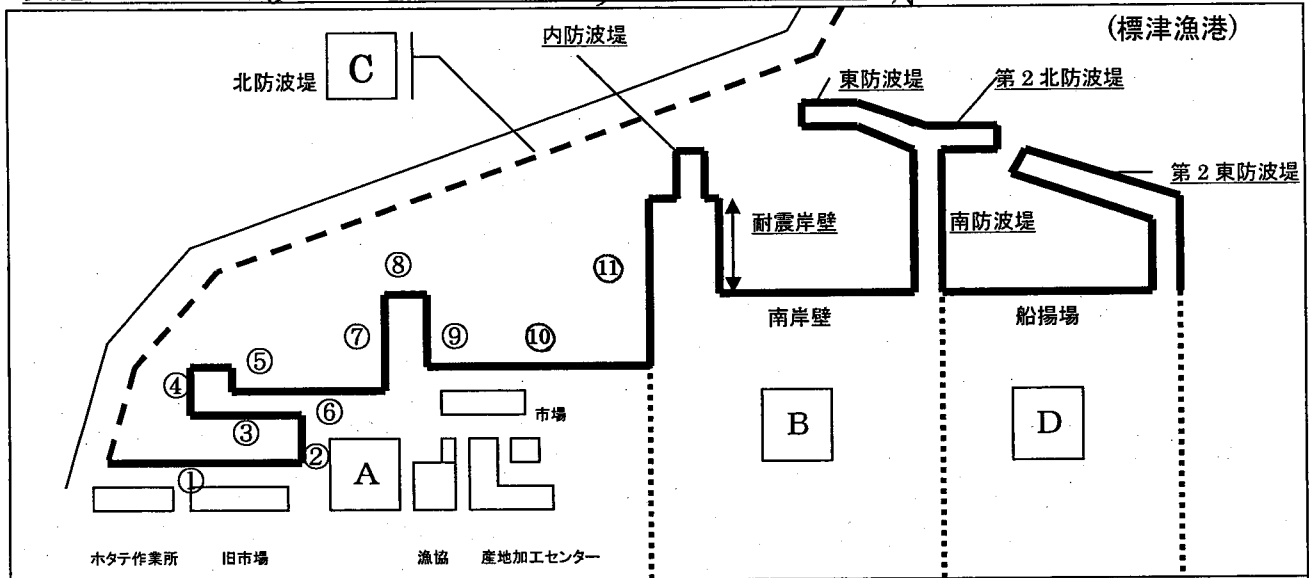 (標津漁港)
内防波堤
C
北防波堤
東防波堤
第2北防波堤
第2東防波堤
耐震岸壁
南防波堤
⑧
⑪
南岸壁
船揚場
⑦
⑨
⑩
⑤
④
⑥
市場
③
②
A
B
D
①
ホタテ作業所
旧市場
漁協
産地加工センター